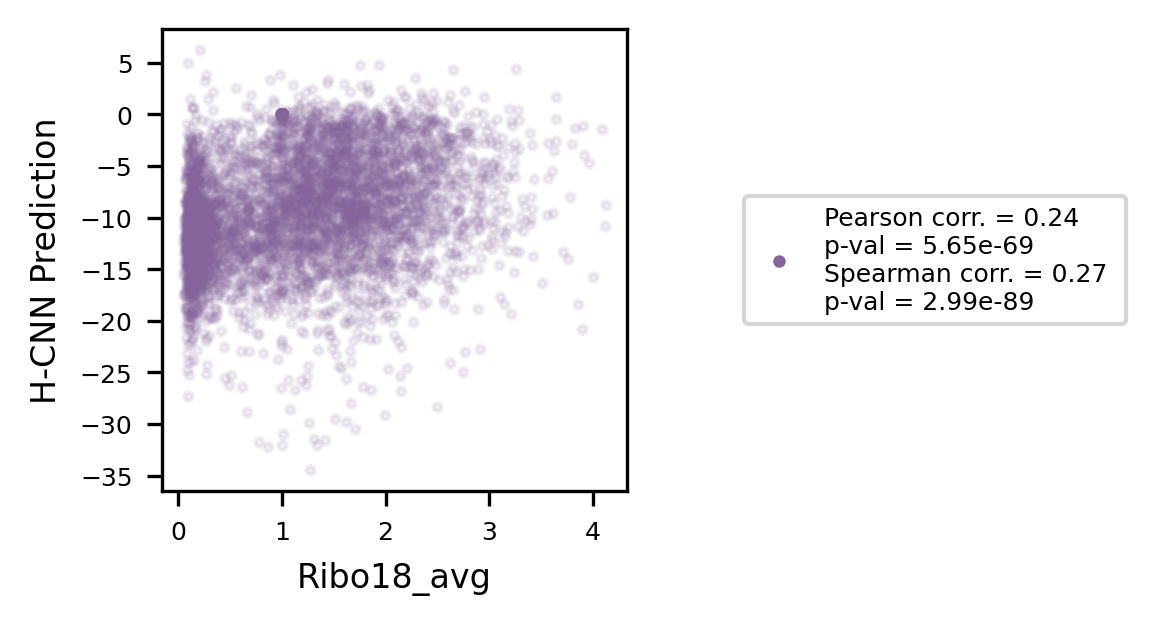 5
0
−5
−10
−15
−20
−25
−30
−35
H-CNN Prediction
0 1 2 3 4
Ribo18_avg
Pearson corr. = 0.24
p-val = 5.65e-69
Spearman corr. = 0.27
p-val = 2.99e-89